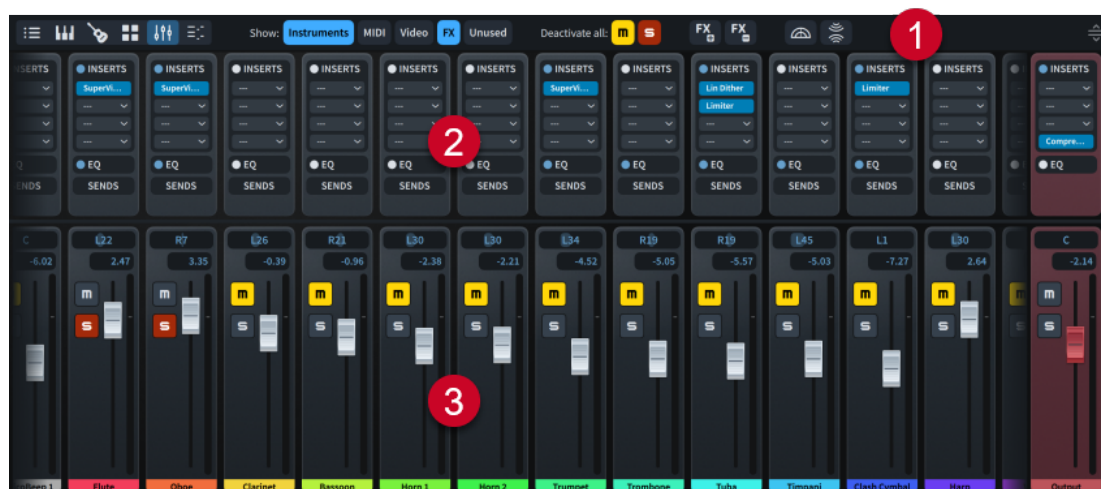 Show: Instruments MIDI Video FX Unused Deactivate all: m s FX FX 1
INSERTS INSERTS INSERTS INSERTS INSERTS INSERTS INSERTS INSERTS INSERTS INSERTS INSERTS INSERTS INSERTS
SuperVi... SuperVi... --- --- --- --- SuperVi... --- Lin Dither --- Limiter --- ---
--- --- --- --- --- --- --- --- Limiter --- --- --- ---
--- --- --- --- --- --- --- --- --- --- --- --- ---
--- --- --- --- --- --- --- --- --- --- --- --- Compre...
2
EQ EQ EQ EQ EQ EQ EQ EQ EQ EQ EQ EQ EQ
SENDS SENDS SENDS SENDS SENDS SENDS SENDS SENDS SENDS SENDS SENDS SENDS
C L22 R7 L26 R21 L30 L30 L34 R19 R19 L45 L1 L30 C
-6.02 2.47 3.35 -0.39 -0.96 -2.38 -2.21 -4.52 -5.05 -5.57 -5.03 -7.27 2.64 -2.14
m m m m m m m m m m m m m m
s s s s s s s s s s s s s s
3
Flute Oboe Clarinet Bassoon Horn 1 Horn 2 Trumpet Trombone Tuba Timpani Clash Cymbal Harp Output